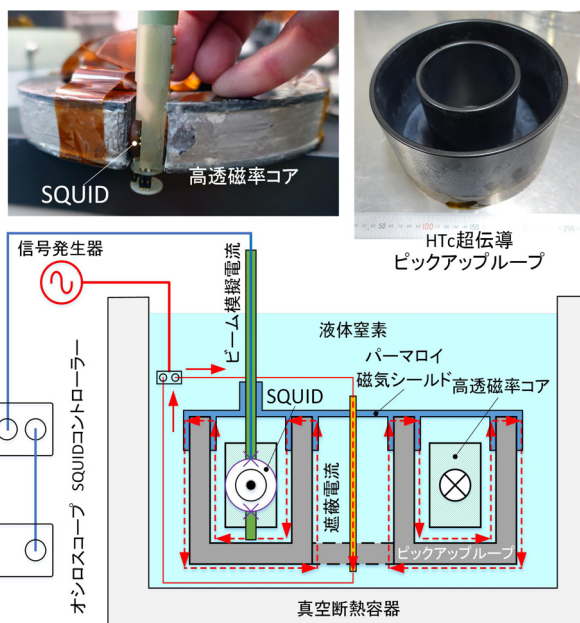 SQUID
高透磁率コア
HTc超伝導
ピックアップループ
信号発生器
ビーム模擬電流
液体窒素
パーマロイ
磁気シールド
高透磁率コア
SQUID
遮蔽電流
ピックアップループ
SQUIDコントローラー
オシロスコープ
真空断熱容器